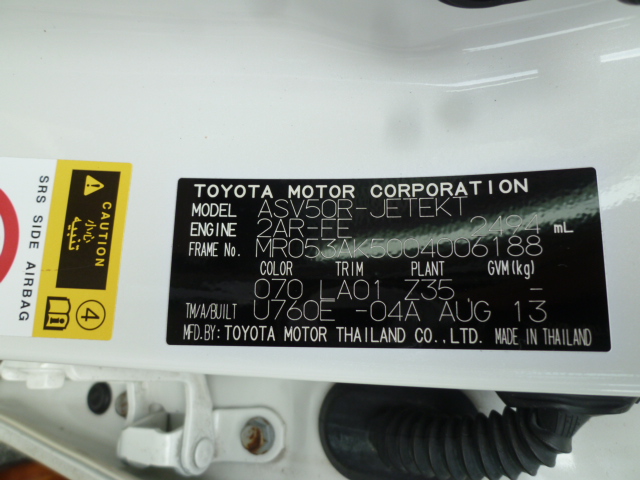 TOYOTA MOTOR CORPORATION
MODEL ASV50R-JETEKT
ENGINE 2AR-FE 2494 mL
FRAME No. MR053AK5004006188
COLOR TRIM PLANT GVM(kg)
070 LA01 Z35 -
TM/A/BUILT U760E -04A AUG 13
MFD.BY: TOYOTA MOTOR THAILAND CO.,LTD. MADE IN THAILAND
CAUTION
تنبيه
4
SRS SIDE AIRBAG